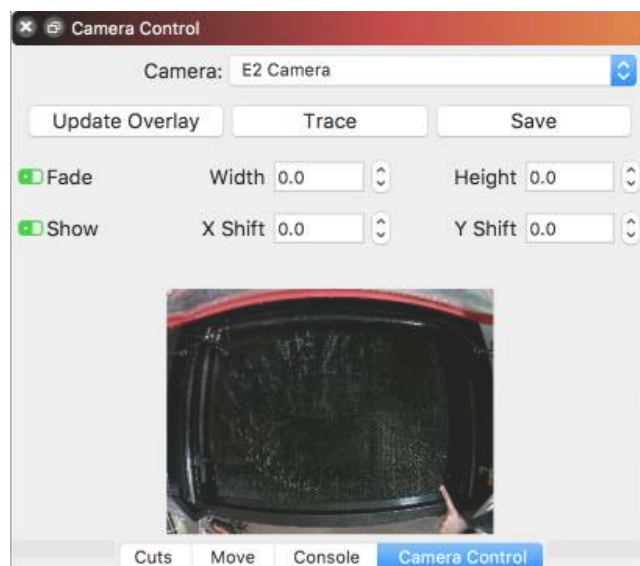 Camera Control
Camera: E2 Camera
Update Overlay Trace Save
Fade Width 0.0 Height 0.0
Show X Shift 0.0 Y Shift 0.0
Cuts Move Console Camera Control